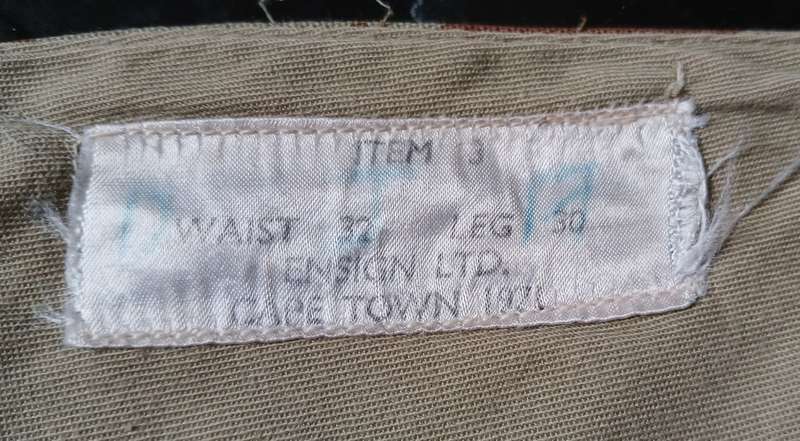 ITEM 3
WAIST 32 LEG 30
ENSIGN LTD.
CAPE TOWN